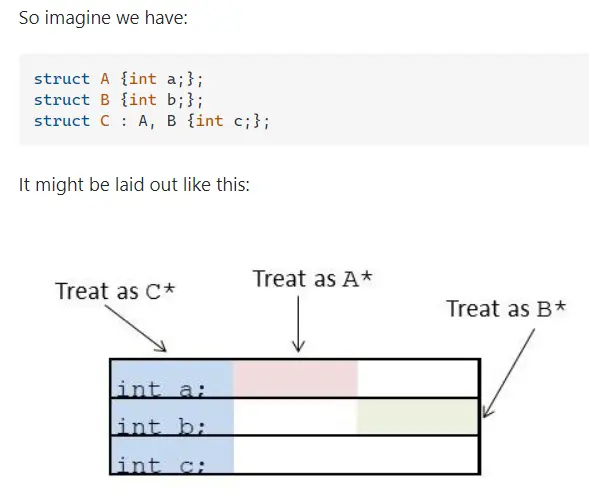 So imagine we have:
struct A {int a;};
struct B {int b;};
struct C : A, B {int c;};
It might be laid out like this:
Treat as C*
Treat as A*
Treat as B*
int a;
int b;
int c;